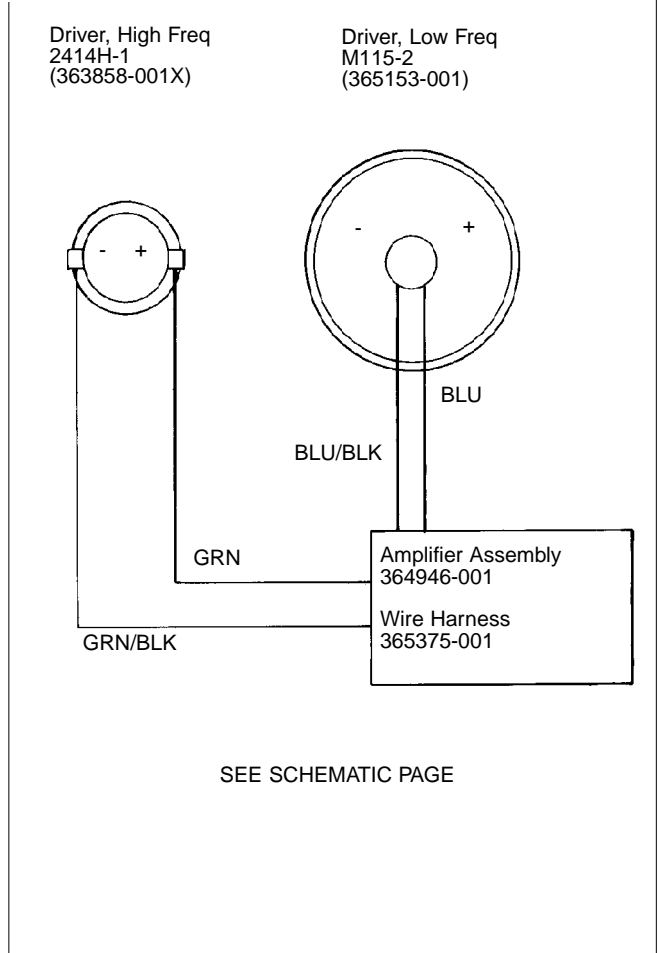 Driver, High Freq
2414H-1
(363858-001X)
Driver, Low Freq
M115-2
(365153-001)
- +
- +
BLU
BLU/BLK
GRN
GRN/BLK
Amplifier Assembly
364946-001
Wire Harness
365375-001
SEE SCHEMATIC PAGE